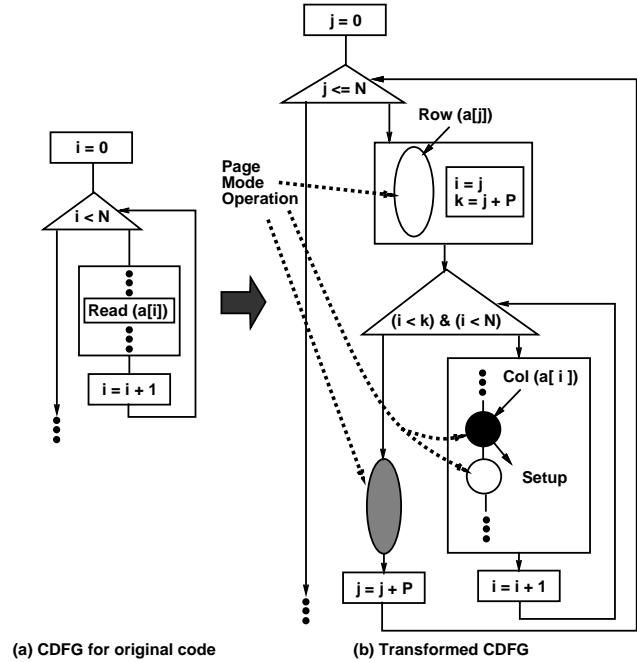 i = 0
i < N
Read (a[i])
i = i + 1
j = 0
j <= N
Row (a[j])
i = j
k = j + P
Page
Mode
Operation
(i < k) & (i < N)
Col (a[ i ])
Setup
j = j + P
i = i + 1
(a) CDFG for original code
(b) Transformed CDFG